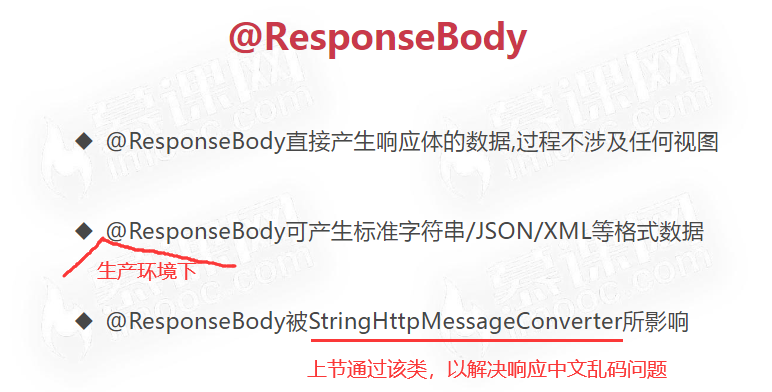 @ResponseBody
◆ @ResponseBody直接产生响应体的数据,过程不涉及任何视图
◆ @ResponseBody可产生标准字符串/JSON/XML等格式数据
生产环境下
◆ @ResponseBody被StringHttpMessageConverter所影响
上节通过该类，以解决响应中文乱码问题